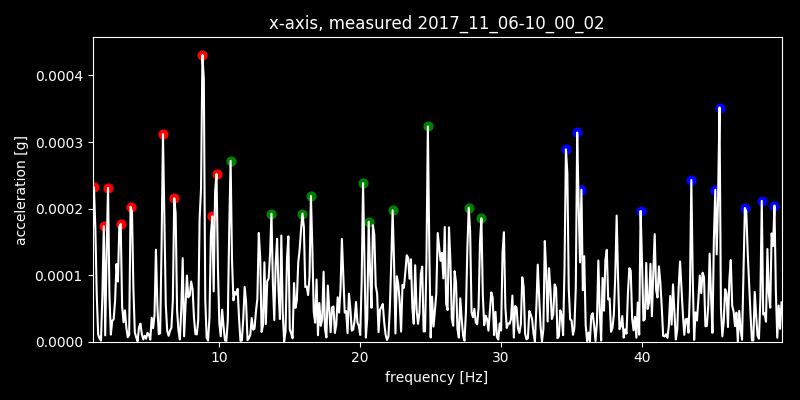 x-axis, measured 2017_11_06-10_00_02
acceleration [g]
0.0004
0.0003
0.0002
0.0001
0.0000
10 20 30 40
frequency [Hz]